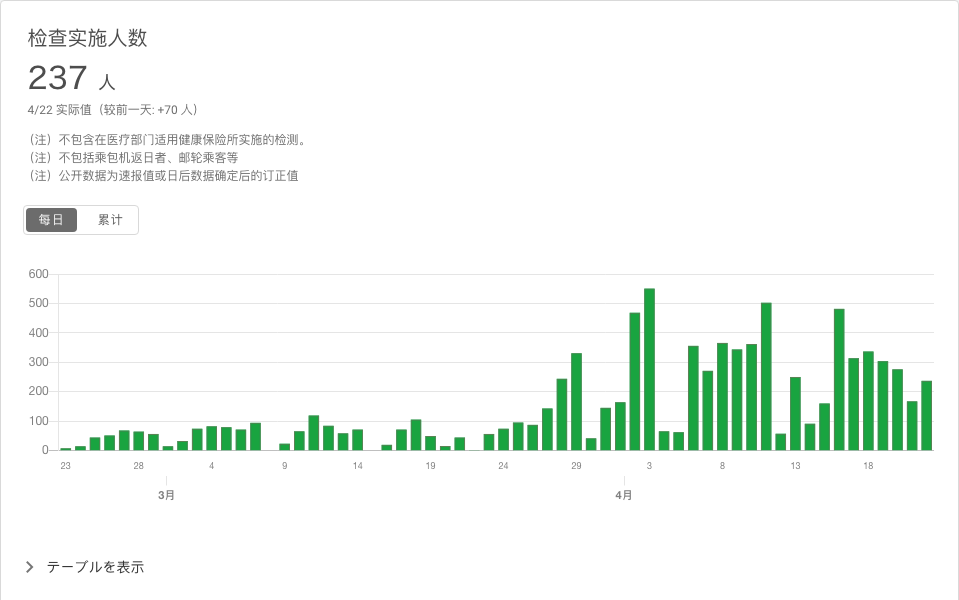 检查实施人数
237 人
4/22 实际值（较前一天: +70 人）
（注）不包含在医疗部门适用健康保险所实施的检测。
（注）不包括乘包机返日者、邮轮乘客等
（注）公开数据为速报值或日后数据确定后的订正值
每日 累计
600
500
400
300
200
100
0
23 28 4 9 14 19 24 29 3 8 13 18
3月 4月
テーブルを表示